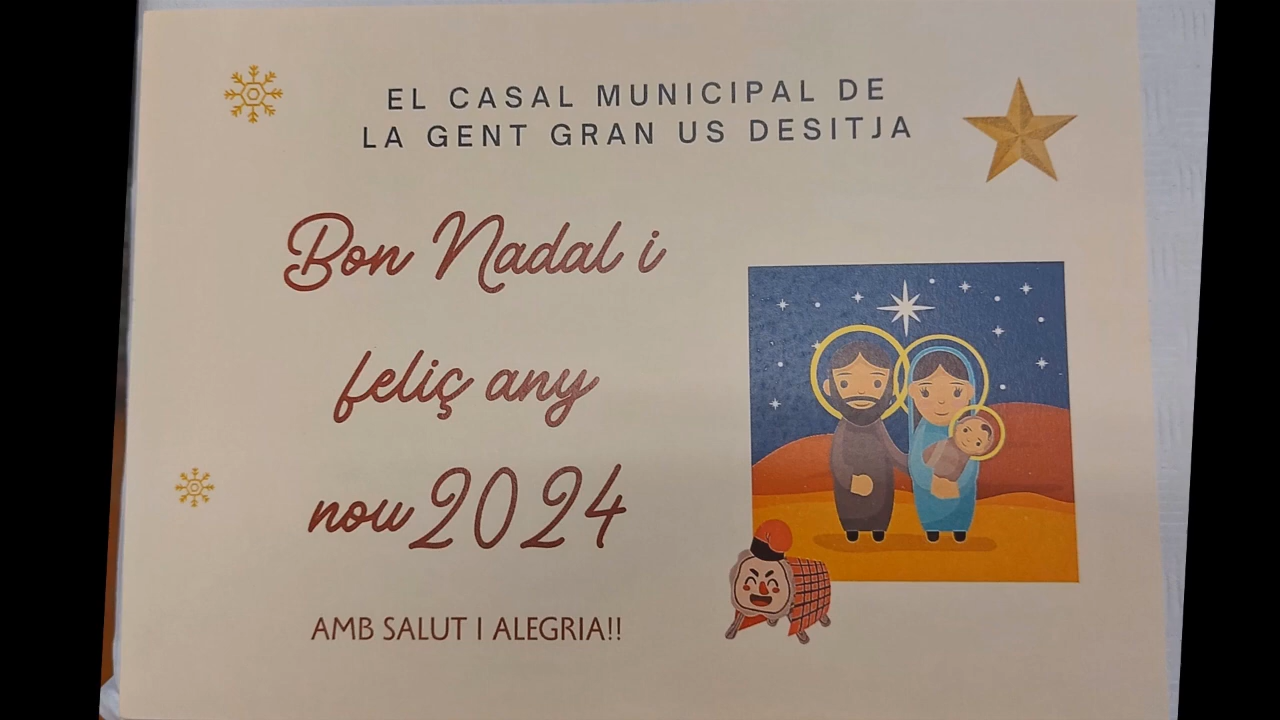 EL CASAL MUNICIPAL DE
LA GENT GRAN US DESITJA
Bon Nadal i
feliç any
nou 2024
AMB SALUT I ALEGRIA!!